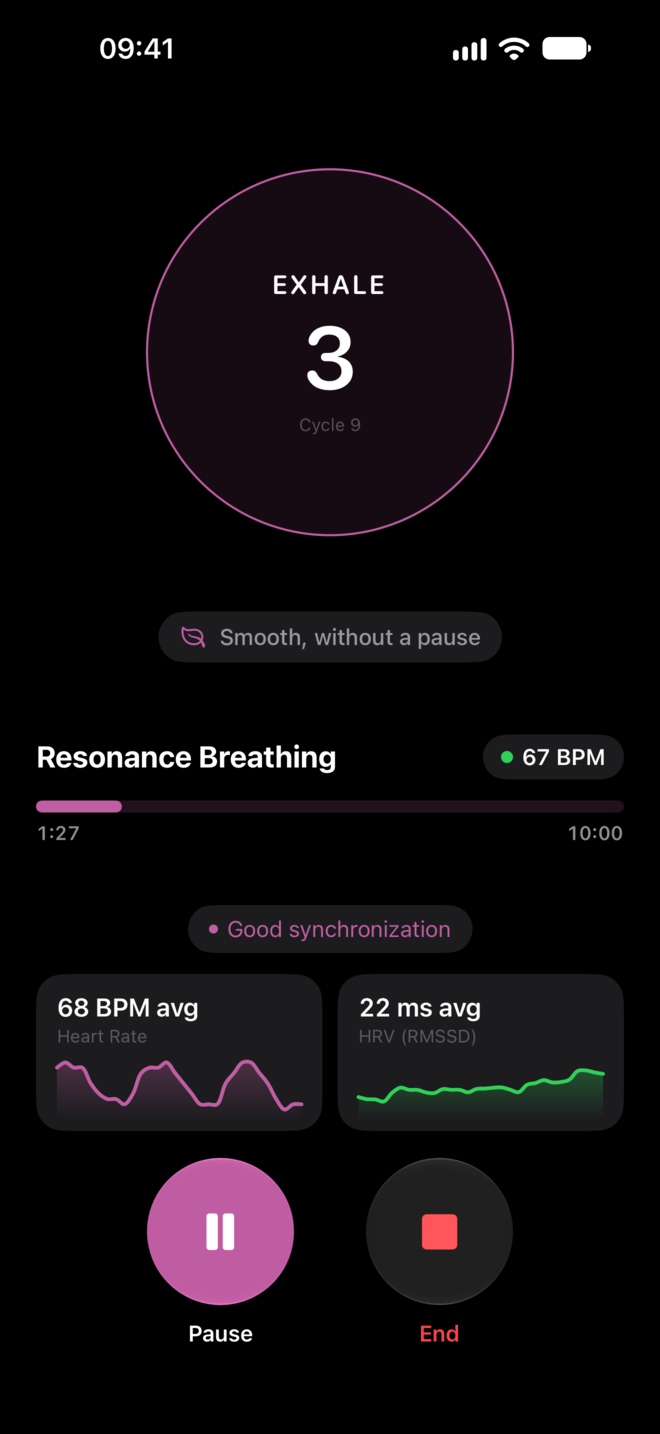 09:41
EXHALE
3
Cycle 9
Smooth, without a pause
Resonance Breathing
67 BPM
1:27
10:00
Good synchronization
68 BPM avg
Heart Rate
22 ms avg
HRV (RMSSD)
Pause
End